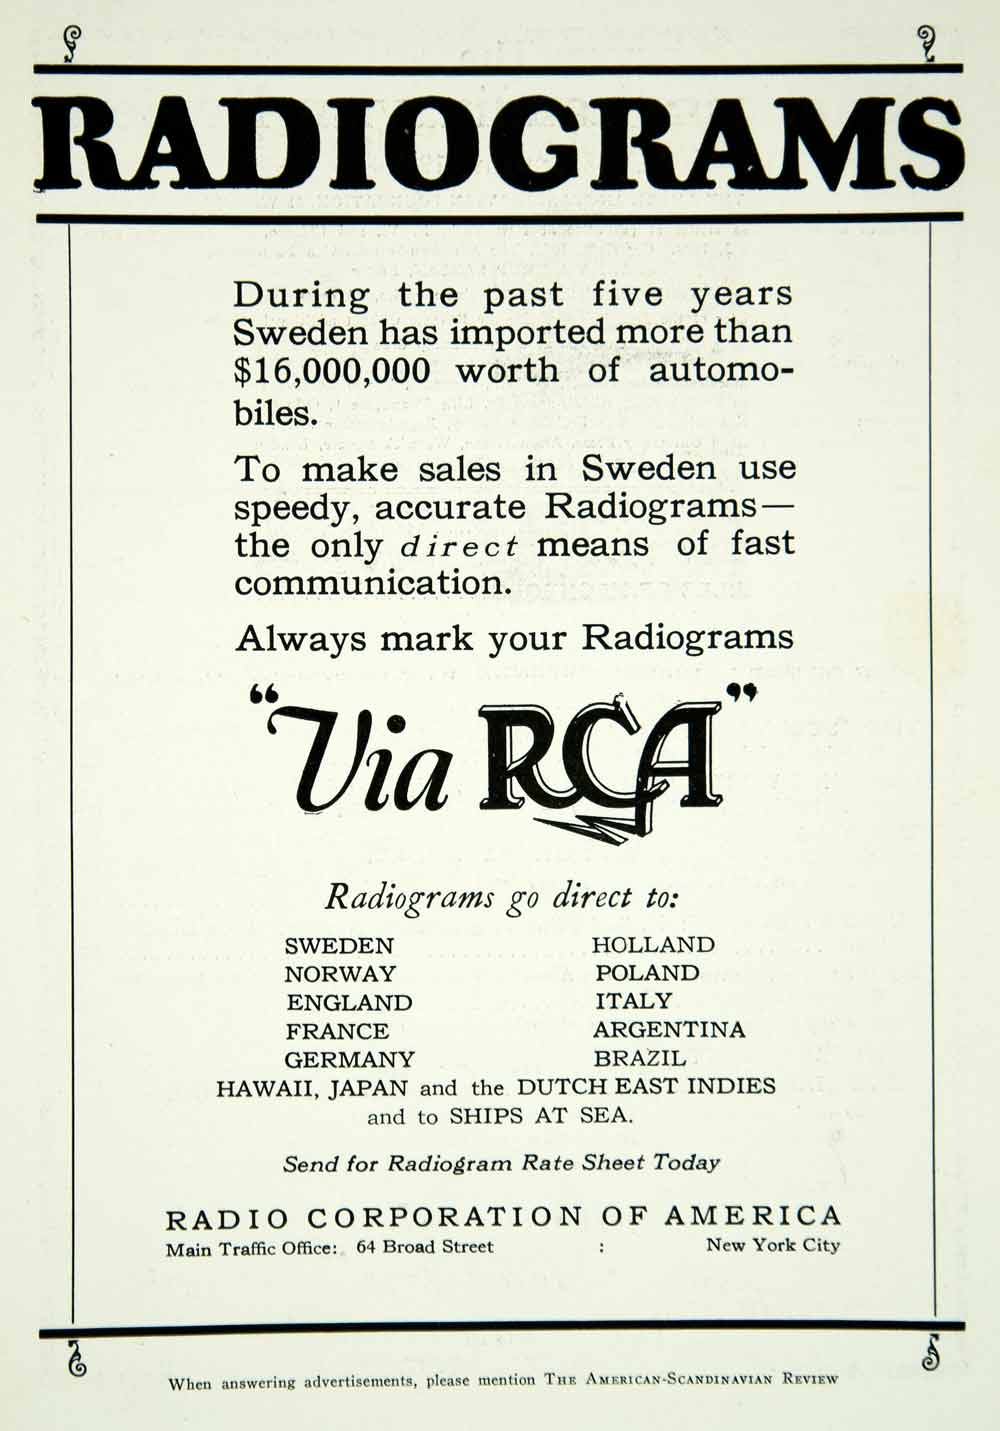 RADIOGRAMS
During the past five years
Sweden has imported more than
$16,000,000 worth of automo-
biles.
To make sales in Sweden use
speedy, accurate Radiograms—
the only direct means of fast
communication.
Always mark your Radiograms
"Via RCA"
Radiograms go direct to:
SWEDEN HOLLAND
NORWAY POLAND
ENGLAND ITALY
FRANCE ARGENTINA
GERMANY BRAZIL
HAWAII, JAPAN and the DUTCH EAST INDIES
and to SHIPS AT SEA.
Send for Radiogram Rate Sheet Today
RADIO CORPORATION OF AMERICA
Main Traffic Office: 64 Broad Street : New York City
When answering advertisements, please mention THE AMERICAN-SCANDINAVIAN REVIEW